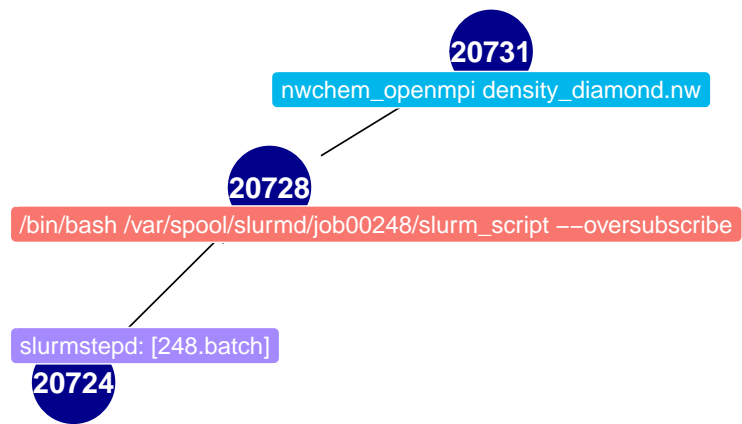 20731
nwchem_openmpi density_diamond.nw
20728
/bin/bash /var/spool/slurmd/job00248/slurm_script −−oversubscribe
slurmstepd: [248.batch]
20724